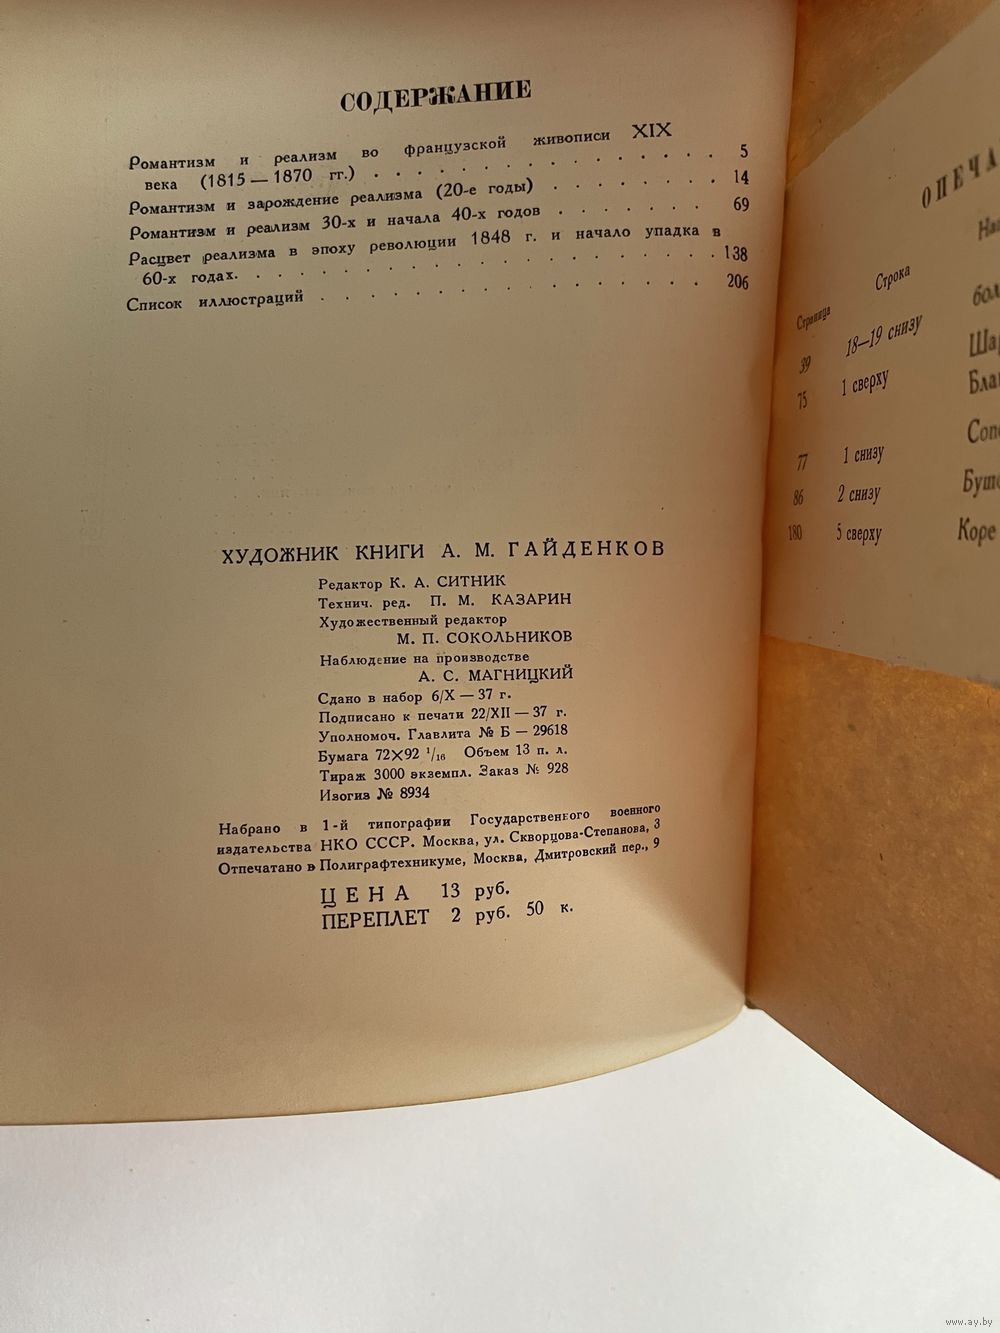 СОДЕРЖАНИЕ
Романтизм и реализм во французской живописи XIX
века (1815 — 1870 гг.) . . . . . . . . . . . . . 5
Романтизм и зарождение реализма (20-е годы) . . . . . . . 14
Романтизм и реализм 30-х и начала 40-х годов . . . . . . 69
Расцвет реализма в эпоху революции 1848 г. и начало упадка в
60-х годах. . . . . . . . . . . . . . . . . . . . 138
Список иллюстраций . . . . . . . . . . . . . . . . 206
ХУДОЖНИК КНИГИ А. М. ГАЙДЕНКОВ
Редактор К. А. СИТНИК
Технич. ред. П. М. КАЗАРИН
Художественный редактор
М. П. СОКОЛЬНИКОВ
Наблюдение на производстве
А. С. МАГНИЦКИЙ
Сдано в набор 6/X — 37 г.
Подписано к печати 22/XII — 37 г.
Уполномоч. Главлита № Б — 29618
Бумага 72X92 1/16 Объем 13 п. л.
Тираж 3000 экземпл. Заказ № 928
Изогиз № 8934
Набрано в 1-й типографии Государственного военного
издательства НКО СССР. Москва, ул. Скворцова-Степанова, 3
Отпечатано в Полиграфтехникуме, Москва, Дмитровский пер., 9
ЦЕНА 13 руб.
ПЕРЕПЛЕТ 2 руб. 50 к.
ОПЕЧА
Страница Строка
39 18—19 снизу
75 1 сверху
77 1 снизу
86 2 снизу
180 5 сверху Коре
www.ay.by